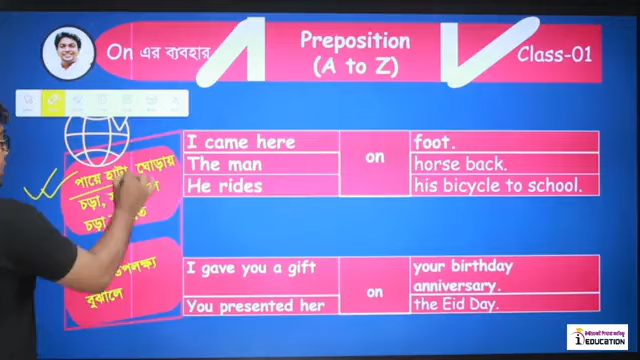 On এর ব্যবহার
Preposition
(A to Z)
Class-01
পায়ে হাটা, ঘোড়ায়
চড়া,
চড়া
I came here on foot.
The man horse back.
He rides his bicycle to school.
উপলক্ষ্য
বুঝালে
I gave you a gift on your birthday
anniversary.
You presented her the Eid Day.
EDUCATION